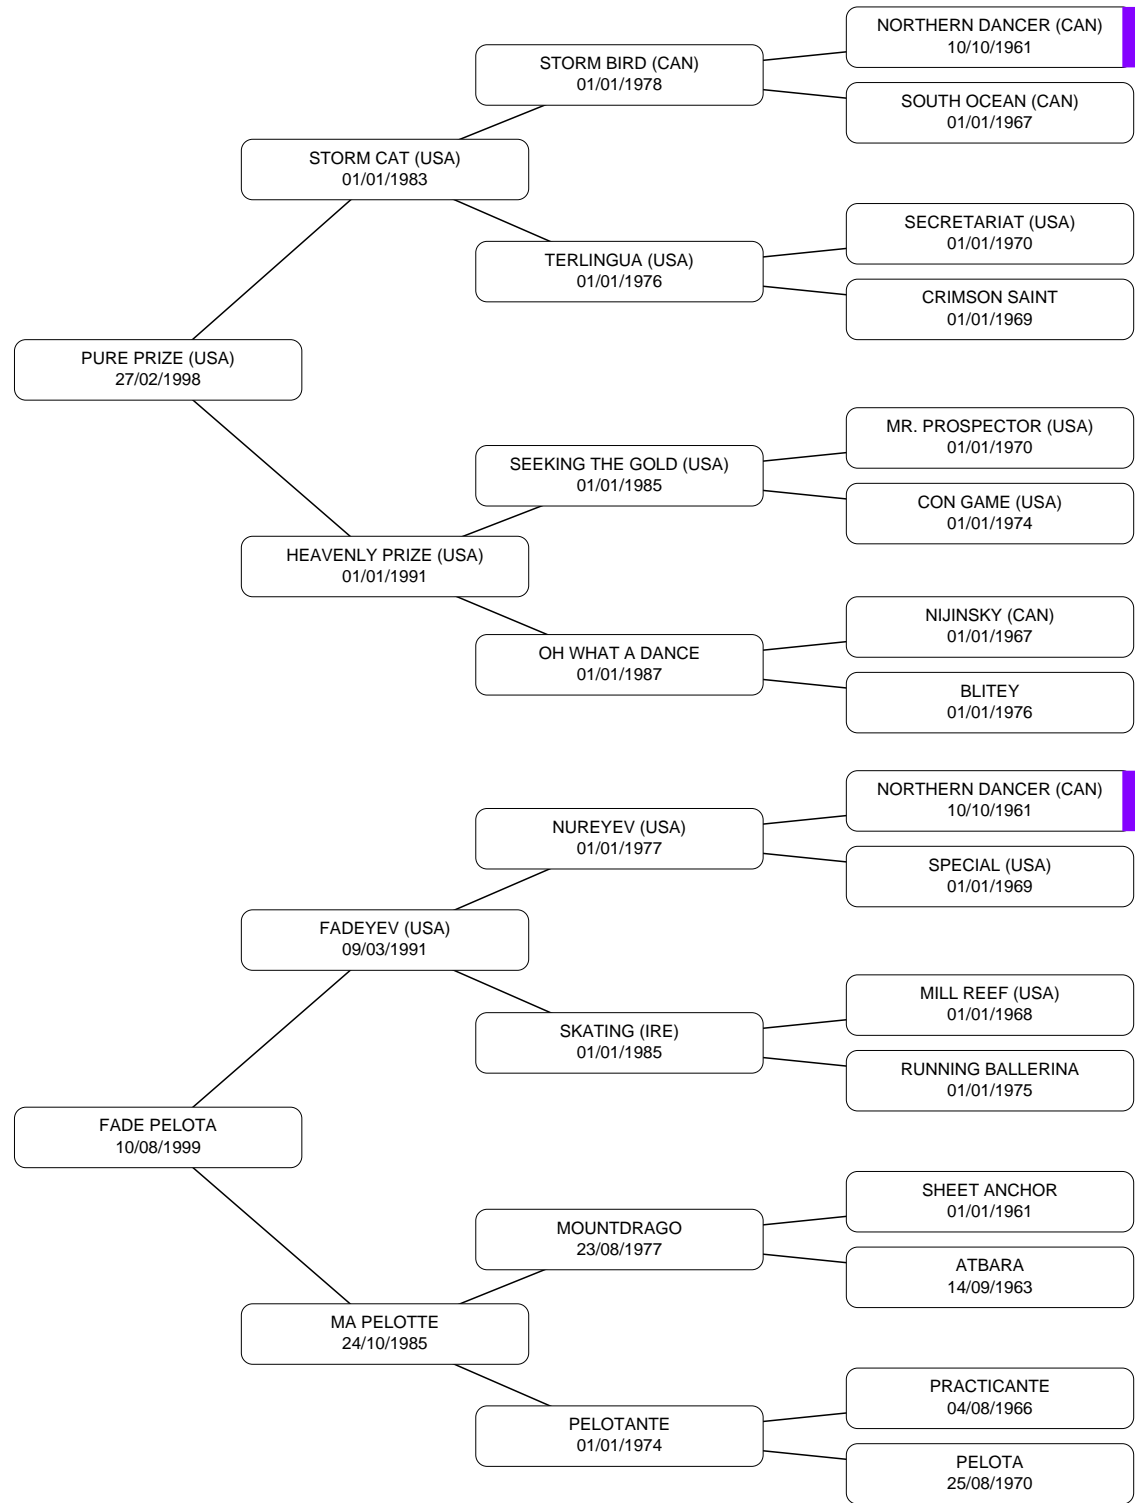 NORTHERN DANCER (CAN)
10/10/1961
STORM BIRD (CAN)
01/01/1978
SOUTH OCEAN (CAN)
01/01/1967
STORM CAT (USA)
01/01/1983
SECRETARIAT (USA)
01/01/1970
TERLINGUA (USA)
01/01/1976
CRIMSON SAINT
01/01/1969
PURE PRIZE (USA)
27/02/1998
MR. PROSPECTOR (USA)
01/01/1970
SEEKING THE GOLD (USA)
01/01/1985
CON GAME (USA)
01/01/1974
HEAVENLY PRIZE (USA)
01/01/1991
NIJINSKY (CAN)
01/01/1967
OH WHAT A DANCE
01/01/1987
BLITEY
01/01/1976
NORTHERN DANCER (CAN)
10/10/1961
NUREYEV (USA)
01/01/1977
SPECIAL (USA)
01/01/1969
FADEYEV (USA)
09/03/1991
MILL REEF (USA)
01/01/1968
SKATING (IRE)
01/01/1985
RUNNING BALLERINA
01/01/1975
FADE PELOTA
10/08/1999
SHEET ANCHOR
01/01/1961
MOUNTDRAGO
23/08/1977
ATBARA
14/09/1963
MA PELOTTE
24/10/1985
PRACTICANTE
04/08/1966
PELOTANTE
01/01/1974
PELOTA
25/08/1970